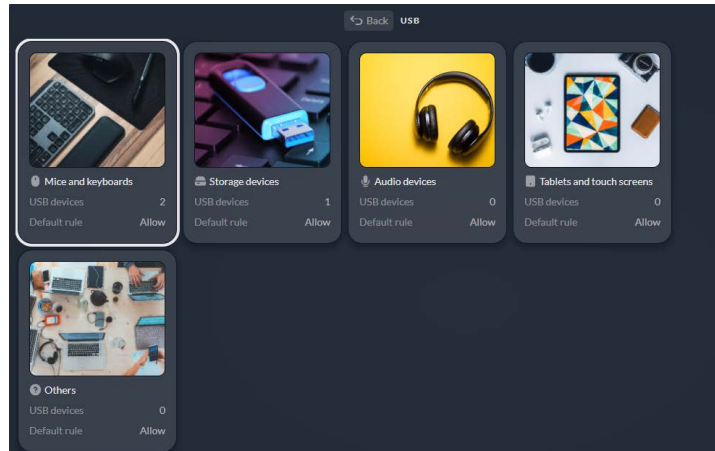 Back USB
Mice and keyboards
USB devices 2
Default rule Allow
Storage devices
USB devices 1
Default rule Allow
Audio devices
USB devices 0
Default rule Allow
Tablets and touch screens
USB devices 0
Default rule Allow
Others
USB devices 0
Default rule Allow